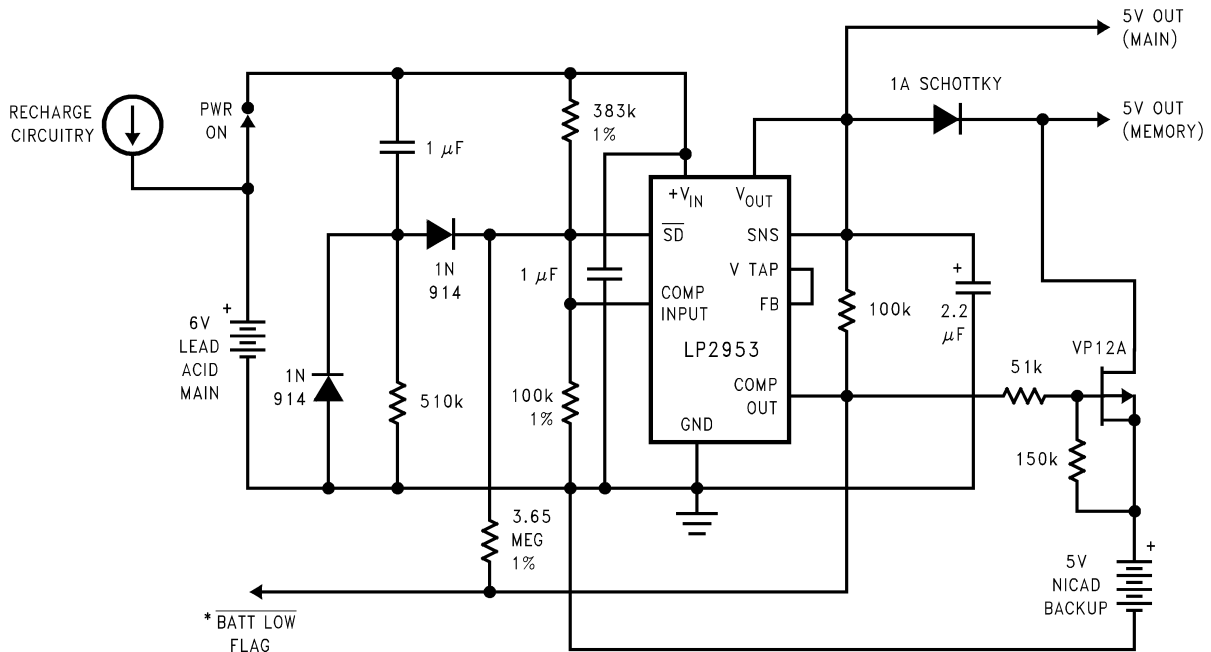 5V OUT
(MAIN)
1A SCHOTTKY
5V OUT
(MEMORY)
RECHARGE
CIRCUITRY
PWR
ON
1 μF
383k
1%
+VIN
VOUT
SD
SNS
1N
914
1 μF
V TAP
FB
COMP
INPUT
LP2953
COMP
OUT
GND
+
6V
LEAD
ACID
MAIN
1N
914
510k
100k
1%
100k
+
2.2
μF
VP12A
51k
150k
3.65
MEG
1%
+
5V
NICAD
BACKUP
* BATT LOW
FLAG